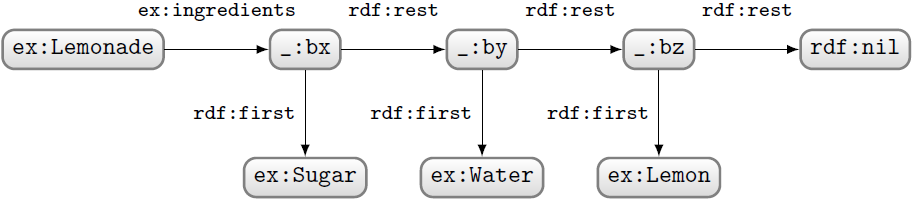 ex:ingredients rdf:rest rdf:rest rdf:rest
ex:Lemonade _:bx _:by _:bz rdf:nil
rdf:first rdf:first rdf:first
ex:Sugar ex:Water ex:Lemon